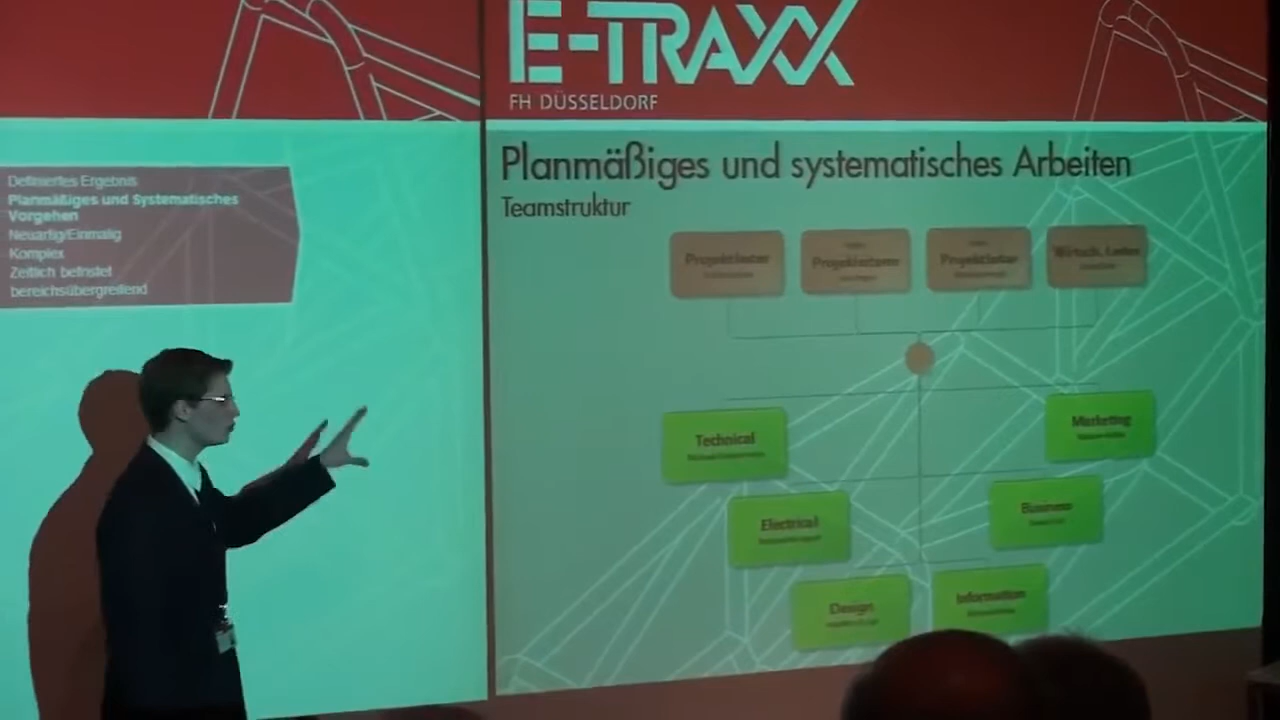 E-TRAXX
FH DÜSSELDORF
Definiertes Ergebnis
Planmäßiges und Systematisches
Vorgehen
Neuartig/Einmalig
Komplex
Zeitlich befristet
bereichsübergreifend
Planmäßiges und systematisches Arbeiten
Teamstruktur
Projektleiter
Projektleiter
Wirtsch. Leiter
Technical
Marketing
Electrical
Business
Design
Information